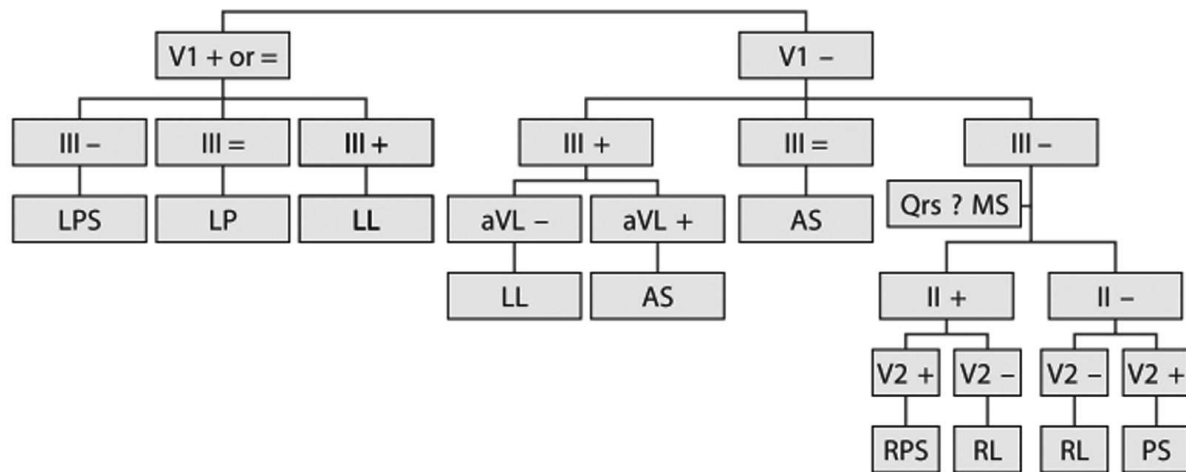 V1 + or =
V1 –
III –
III =
III +
III +
III =
III –
LPS
LP
LL
aVL –
aVL +
AS
Qrs ? MS
LL
AS
II +
II –
V2 +
V2 –
V2 –
V2 +
RPS
RL
RL
PS